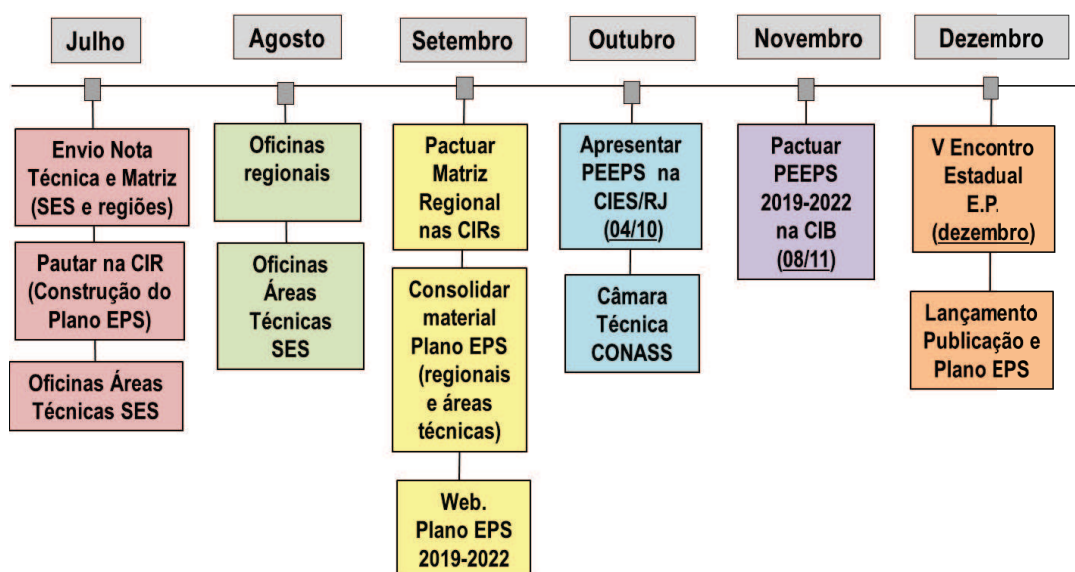 Julho
Agosto
Setembro
Outubro
Novembro
Dezembro
Envio Nota
Técnica e Matriz
(SES e regiões)
Pautar na CIR
(Construção do
Plano EPS)
Oficinas Áreas
Técnicas SES
Oficinas
regionais
Oficinas
Áreas
Técnicas
SES
Pactuar
Matriz
Regional
nas CIRs
Consolidar
material
Plano EPS
(regionais
e áreas
técnicas)
Web.
Plano EPS
2019-2022
Apresentar
PEEPS na
CIES/RJ
(04/10)
Câmara
Técnica
CONASS
Pactuar
PEEPS
2019-2022
na CIB
(08/11)
V Encontro
Estadual
E.P.
(dezembro)
Lançamento
Publicação e
Plano EPS